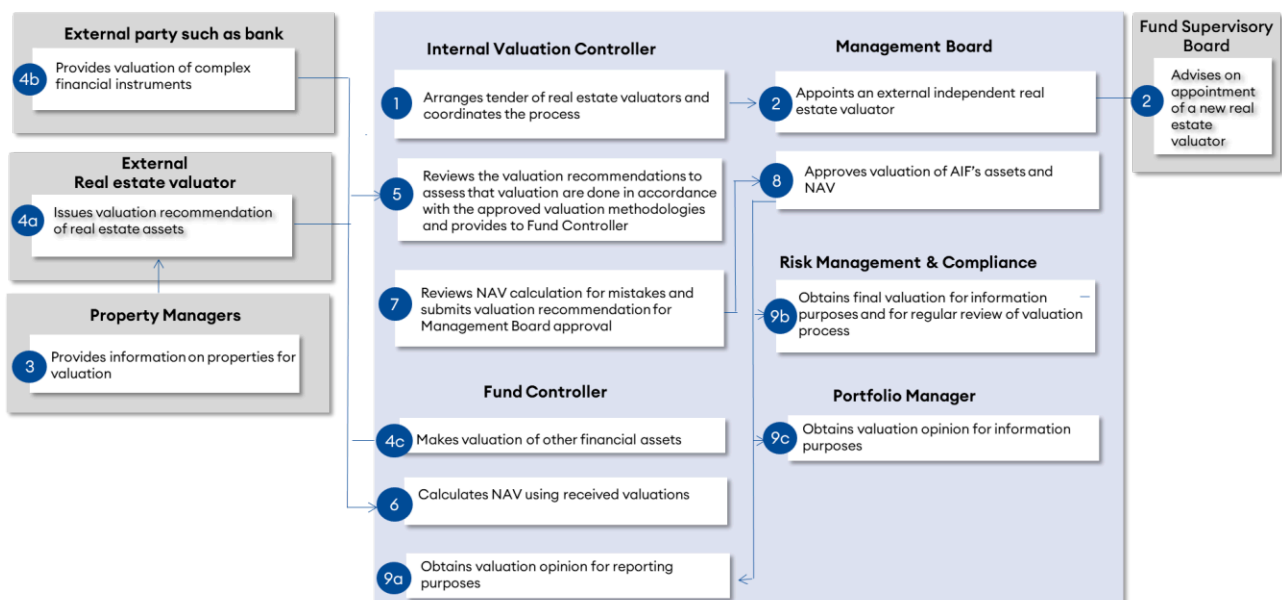 External party such as bank
4b
Provides valuation of complex
financial instruments
External
Real estate valuator
4a
Issues valuation recommendation
of real estate assets
Property Managers
3
Provides information on properties for
valuation
Internal Valuation Controller
1
Arranges tender of real estate valuators and
coordinates the process
5
Reviews the valuation recommendations to
assess that valuation are done in accordance
with the approved valuation methodologies
and provides to Fund Controller
7
Reviews NAV calculation for mistakes and
submits valuation recommendation for
Management Board approval
Fund Controller
4c
Makes valuation of other financial assets
6
Calculates NAV using received valuations
9a
Obtains valuation opinion for reporting
purposes
Management Board
2
Appoints an external independent real
estate valuator
8
Approves valuation of AIF's assets and
NAV
Risk Management & Compliance
9b
Obtains final valuation for information
purposes and for regular review of valuation
process
Portfolio Manager
9c
Obtains valuation opinion for information
purposes
Fund Supervisory
Board
2
Advises on
appointment
of a new real
estate
valuator